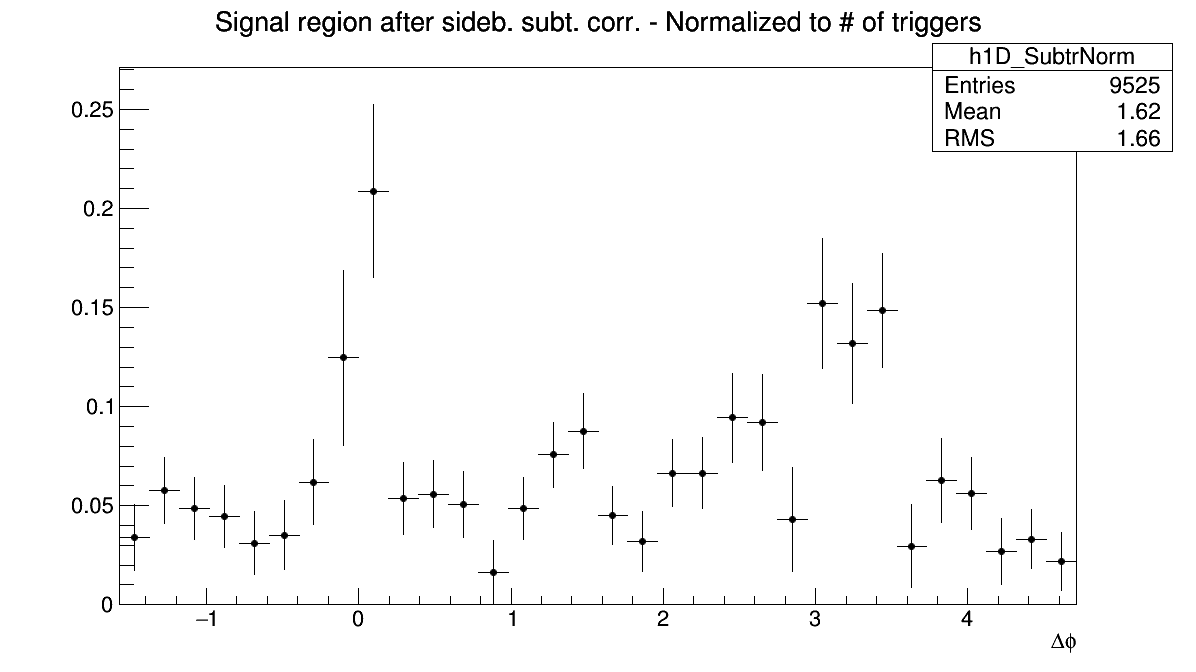 Signal region after sideb. subt. corr. - Normalized to # of triggers
h1D_SubtrNorm
Entries 9525
Mean 1.62
RMS 1.66
0.25
0.2
0.15
0.1
0.05
0
−1 0 1 2 3 4
Δϕ